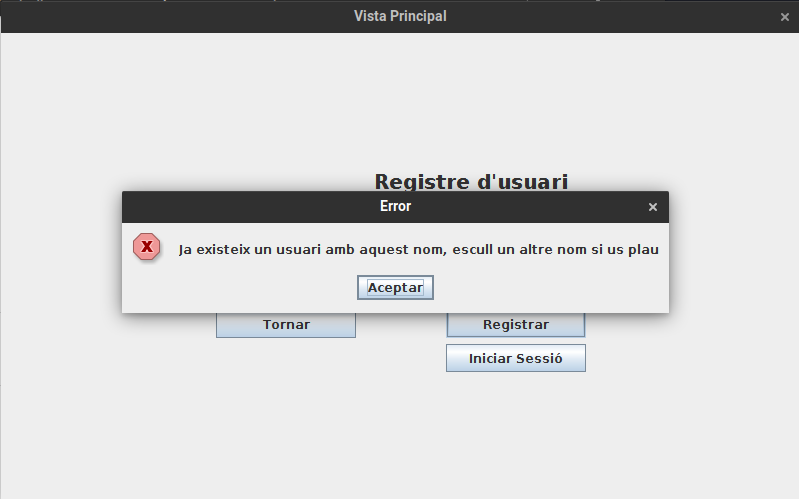 Vista Principal
Registre d'usuari
Error
Ja existeix un usuari amb aquest nom, escull un altre nom si us plau
Aceptar
Tornar
Registrar
Iniciar Sessió